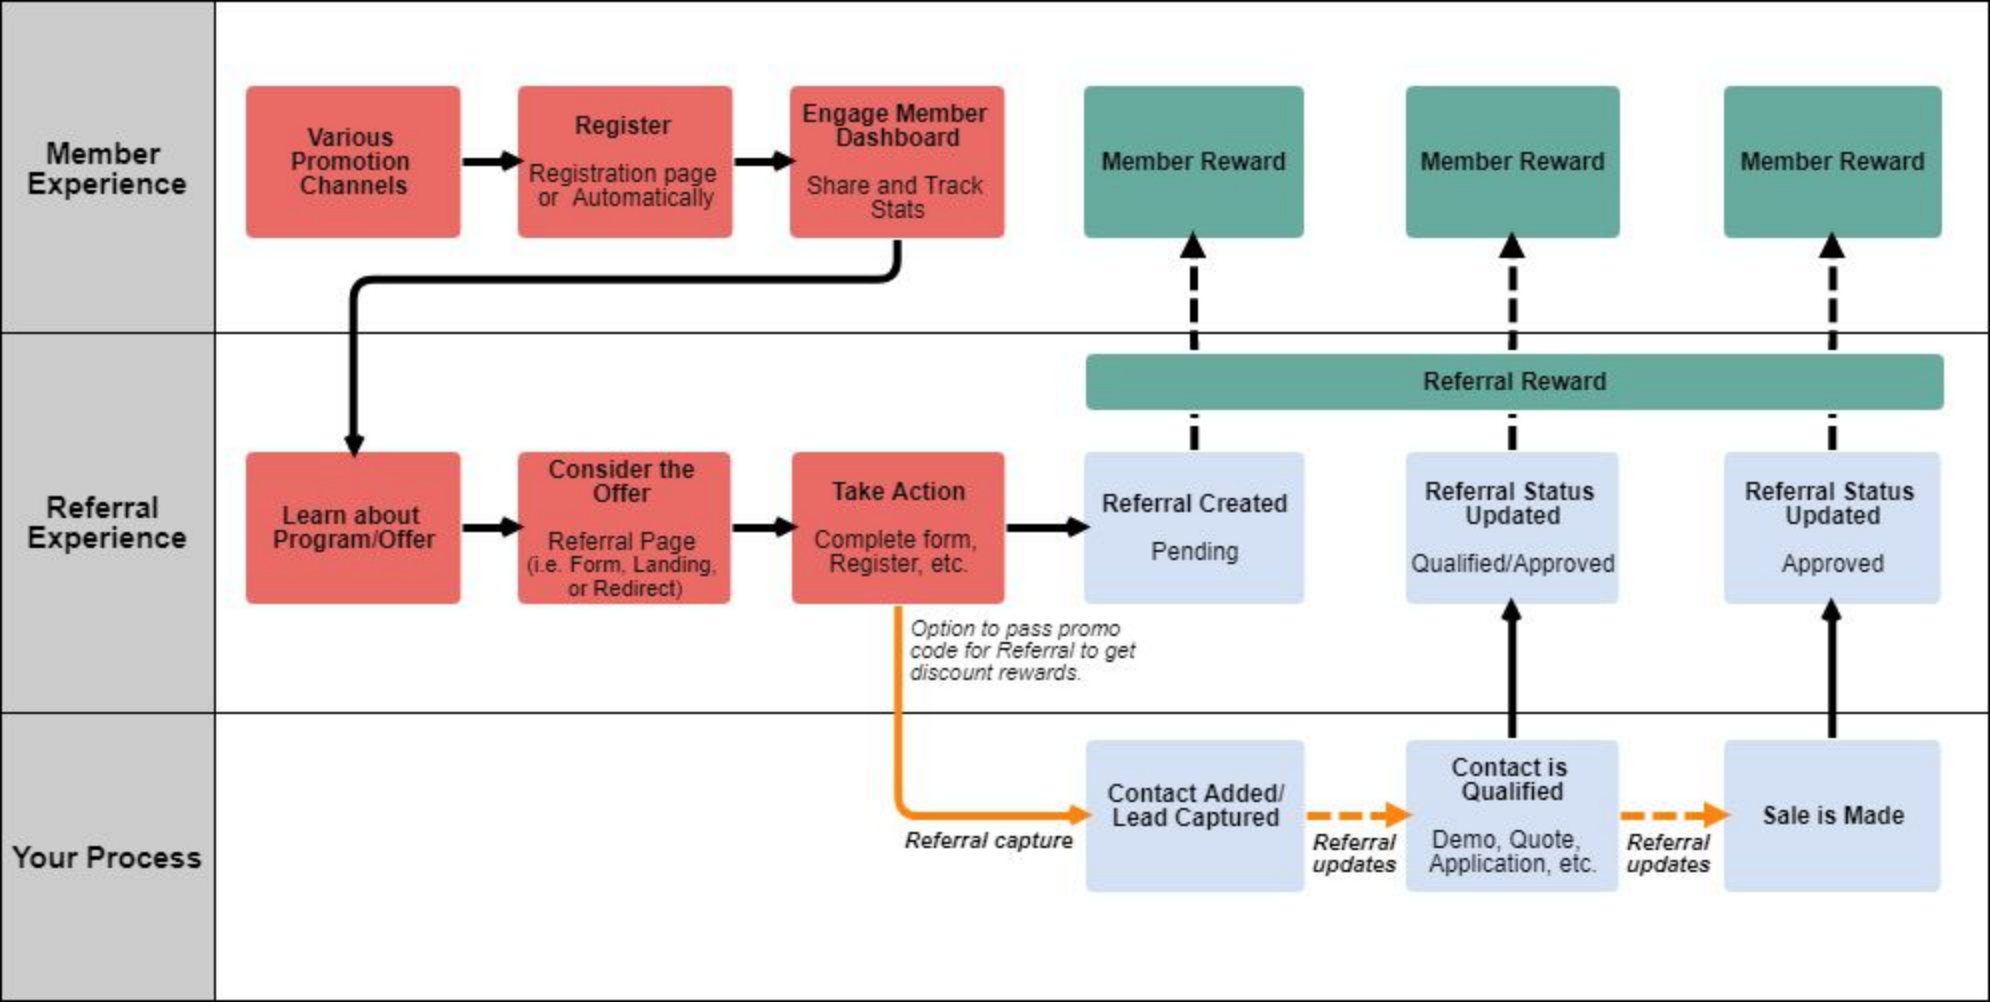 Member
Experience
Various
Promotion
Channels
Register
Registration page
or Automatically
Engage Member
Dashboard
Share and Track
Stats
Member Reward
Member Reward
Member Reward
Referral
Experience
Referral Reward
Learn about
Program/Offer
Consider the
Offer
Referral Page
(i.e. Form, Landing,
or Redirect)
Take Action
Complete form,
Register, etc.
Referral Created
Pending
Referral Status
Updated
Qualified/Approved
Referral Status
Updated
Approved
Option to pass promo
code for Referral to get
discount rewards.
Your Process
Referral capture
Contact Added/
Lead Captured
Referral
updates
Contact is
Qualified
Demo, Quote,
Application, etc.
Referral
updates
Sale is Made